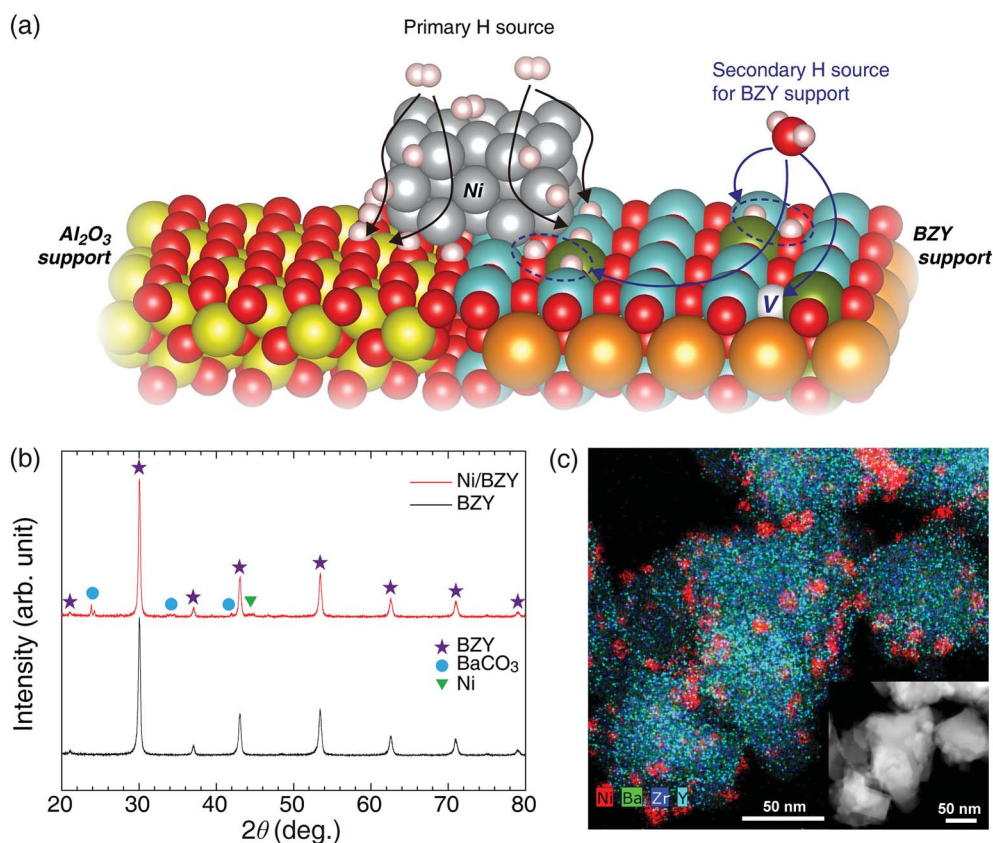 (a)
Primary H source
Secondary H source
for BZY support
Ni
Al₂O₃
support
BZY
support
V
(b)
Intensity (arb. unit)
Ni/BZY
BZY
BZY
BaCO₃
Ni
20 30 40 50 60 70 80
2θ (deg.)
(c)
Ni Ba Zr Y
50 nm
50 nm